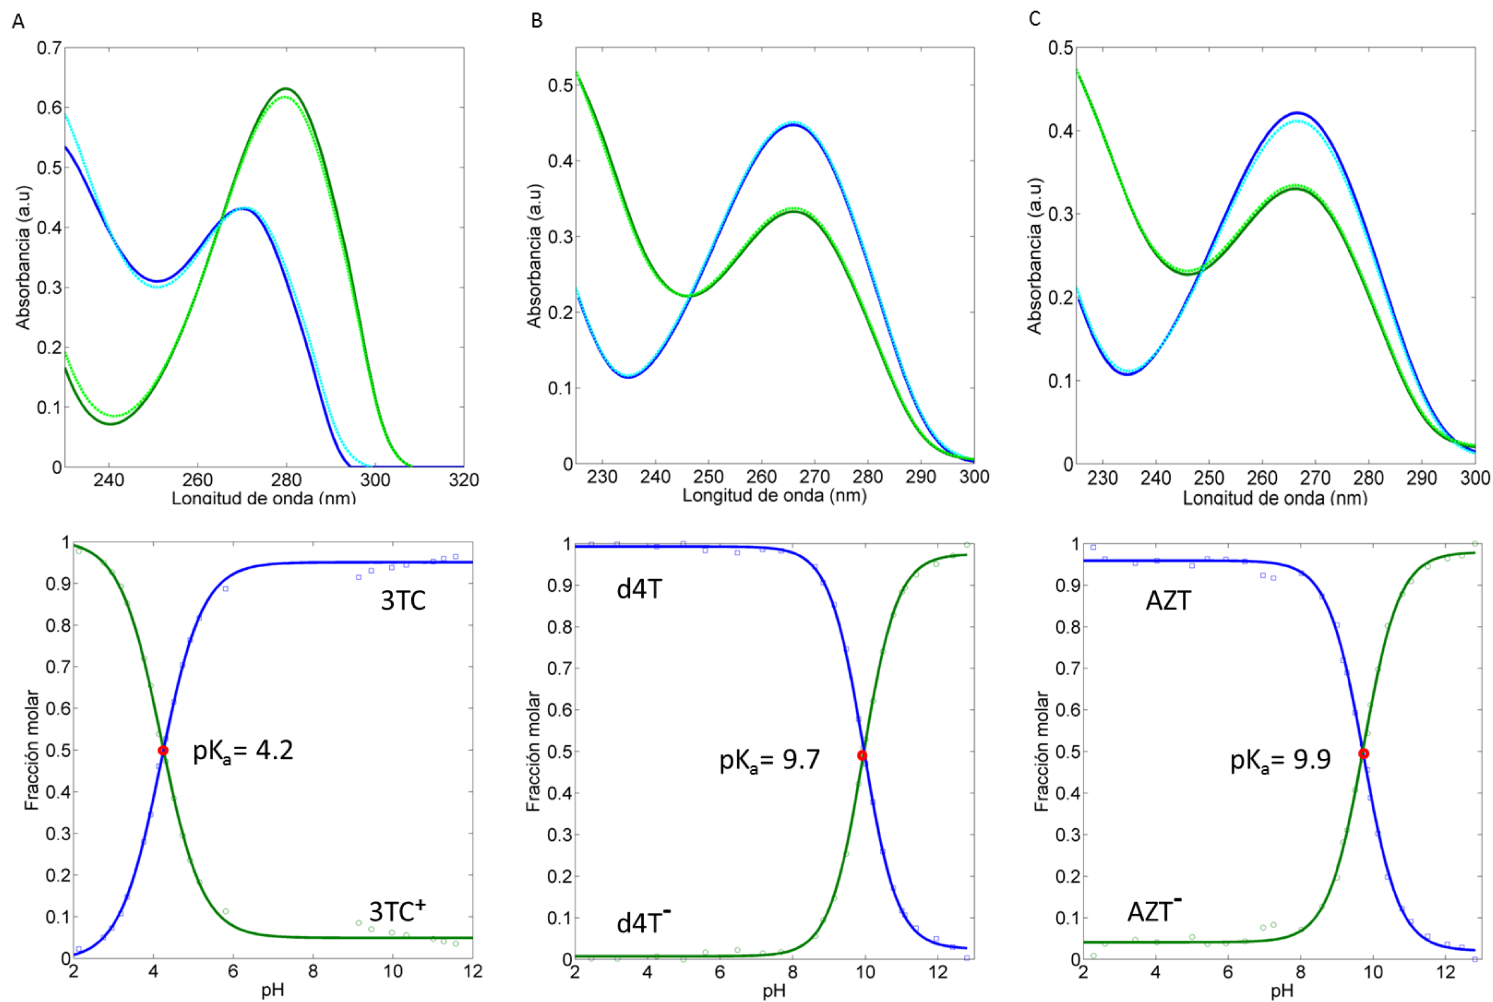 A
B
C
0.7
0.6
0.5
0.4
0.3
0.2
0.1
0
Absorbancia (a.u)
240 260 280 300 320
Longitud de onda (nm)
0.5
0.4
0.3
0.2
0.1
0
Absorbancia (a.u)
230 240 250 260 270 280 290 300
Longitud de onda (nm)
0.5
0.4
0.3
0.2
0.1
0
Absorbancia (a.u)
230 240 250 260 270 280 290 300
Longitud de onda (nm)
1
0.9
0.8
0.7
0.6
0.5
0.4
0.3
0.2
0.1
0
Fracción molar
3TC
pKa= 4.2
3TC+
2 4 6 8 10 12
pH
1
0.9
0.8
0.7
0.6
0.5
0.4
0.3
0.2
0.1
0
Fracción molar
d4T
pKa= 9.7
d4T-
2 4 6 8 10 12
pH
1
0.9
0.8
0.7
0.6
0.5
0.4
0.3
0.2
0.1
0
Fracción molar
AZT
pKa= 9.9
AZT-
2 4 6 8 10 12
pH